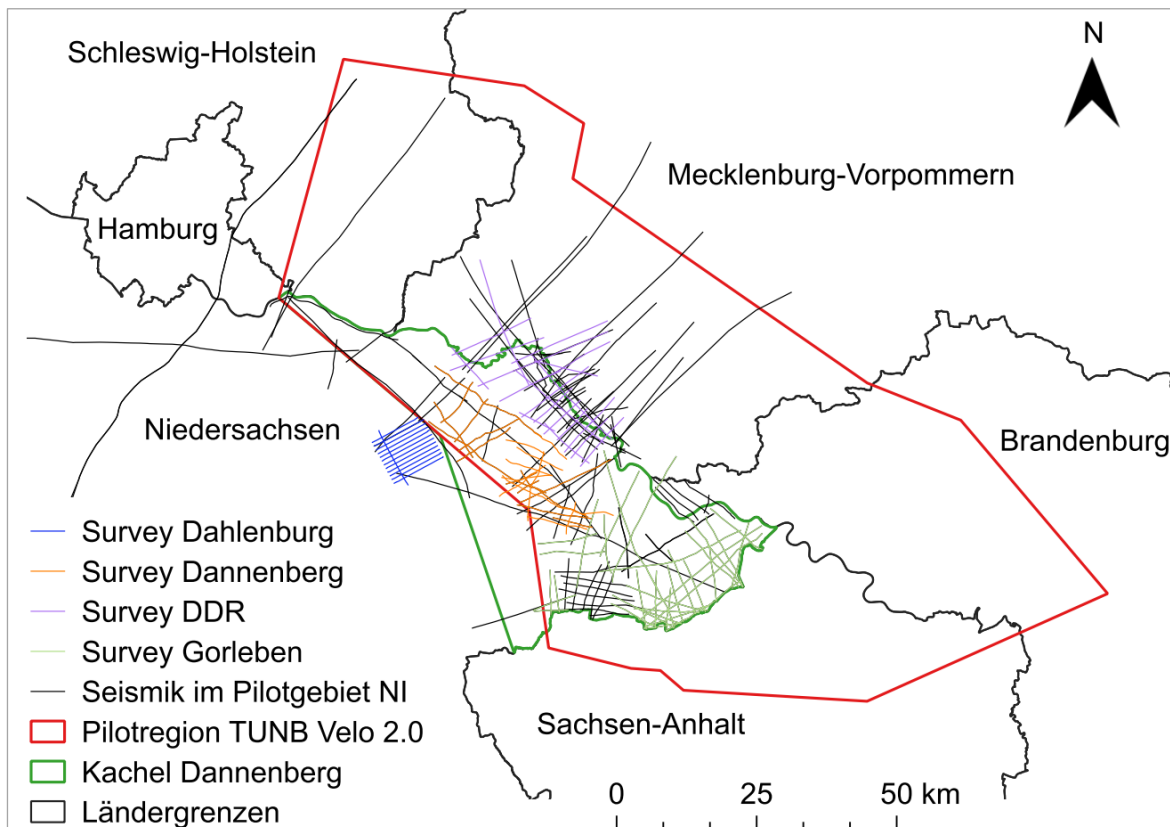 Schleswig-Holstein
N
Mecklenburg-Vorpommern
Hamburg
Niedersachsen
Brandenburg
Survey Dahlenburg
Survey Dannenberg
Survey DDR
Survey Gorleben
Seismik im Pilotgebiet NI
Pilotregion TUNB Velo 2.0
Kachel Dannenberg
Ländergrenzen
Sachsen-Anhalt
0 25 50 km